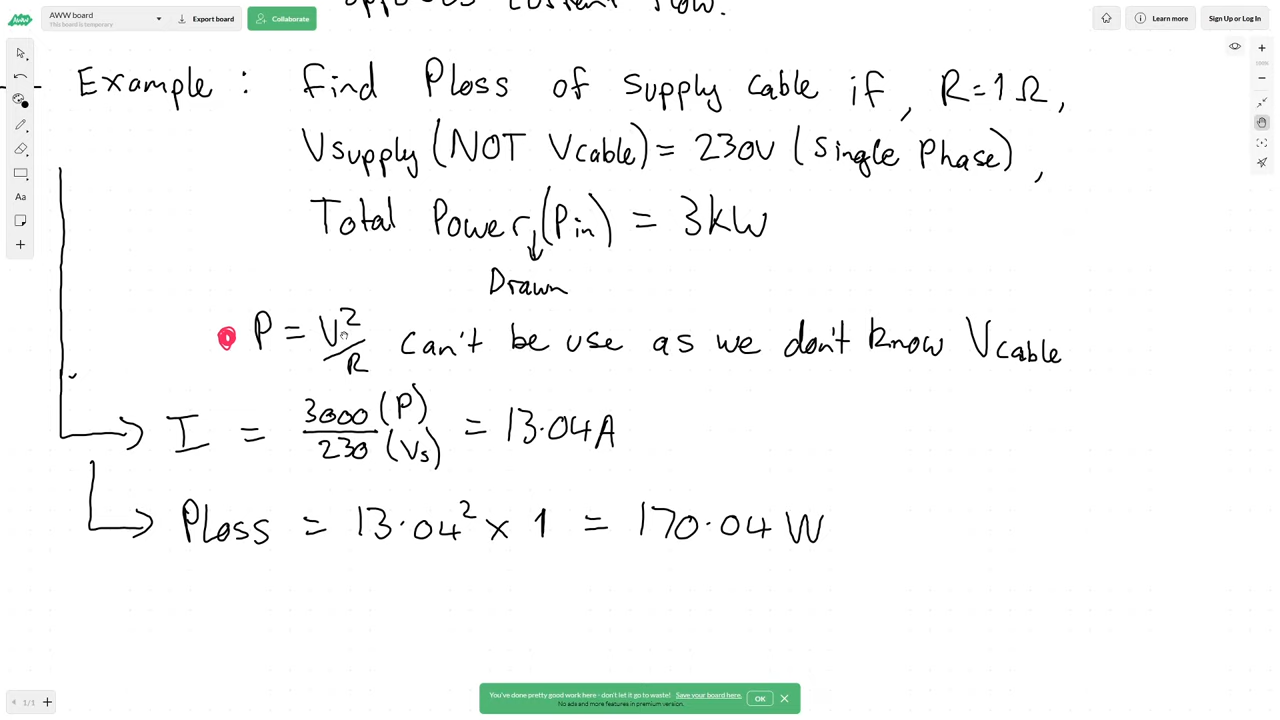 AWW board
This board is temporary
Export board
Collaborate
Learn more
Sign Up or Log In
Example : find Ploss of supply cable if, R=1Ω,
Vsupply (NOT Vcable) = 230V (Single Phase),
Total Power (Pin) = 3kW
Drawn
P = V²/R can't be use as we don't know Vcable
I = 3000 (P) / 230 (Vs) = 13.04A
Ploss = 13.04² x 1 = 170.04 W
Aa
100%
1/1
You've done pretty good work here - don't let it go to waste! Save your board here.
No ads and more features in premium version.
OK